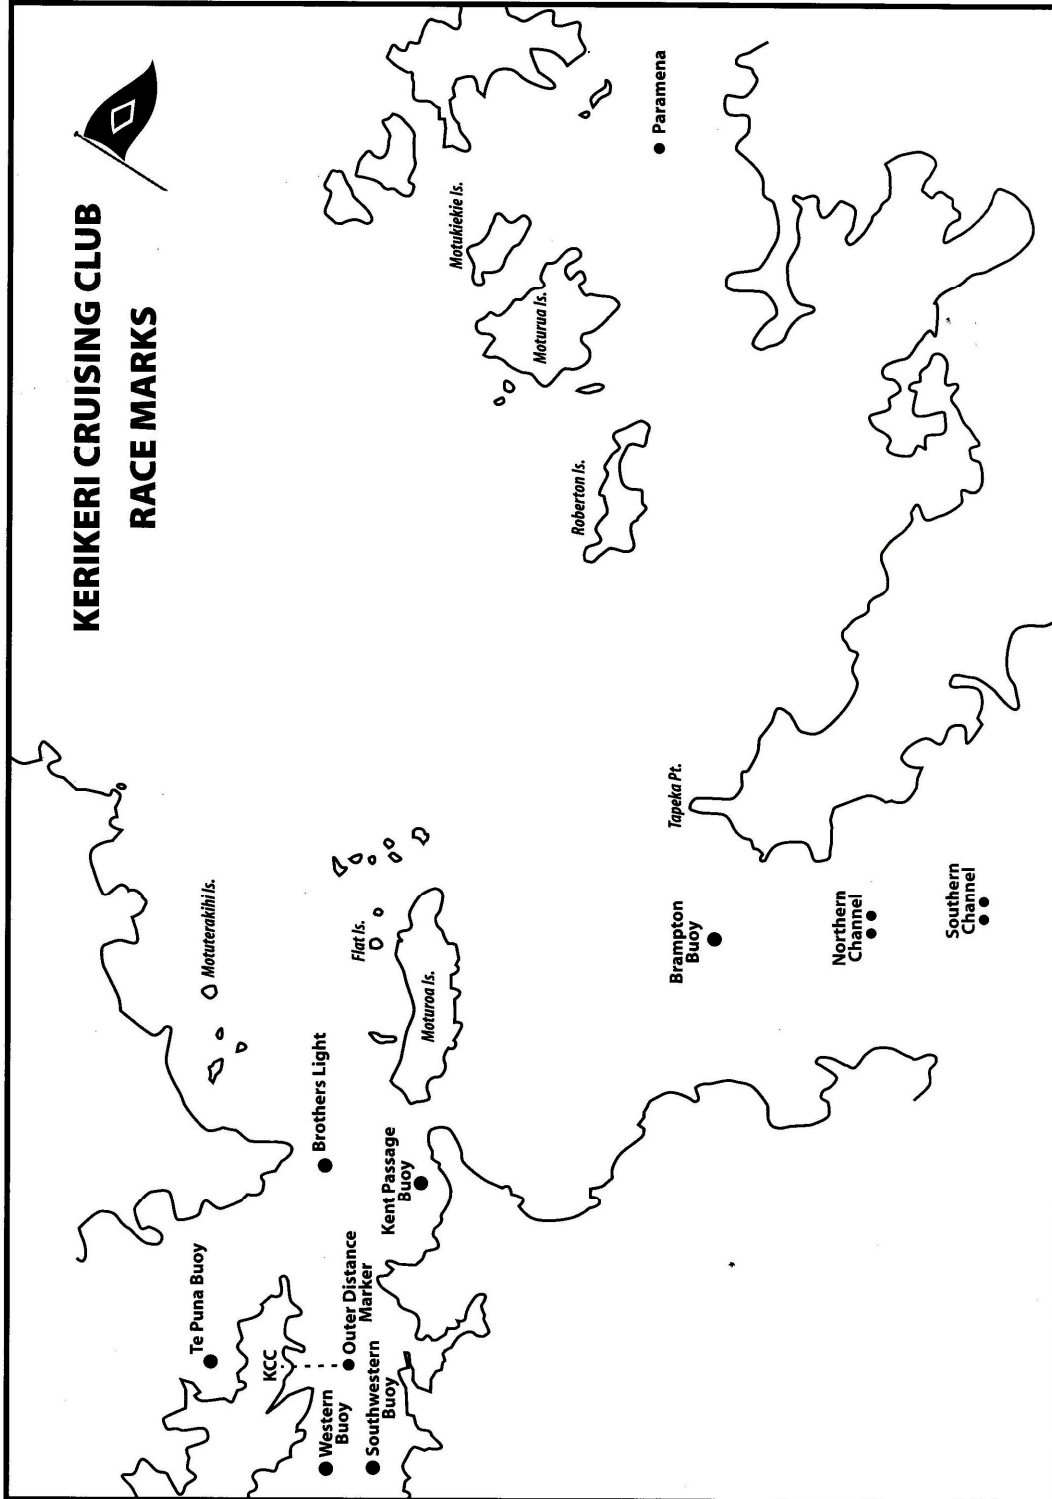 KERIKERI CRUISING CLUB
RACE MARKS
Te Puna Buoy
KCC
Western
Buoy
Outer Distance
Marker
Southwestern
Buoy
Brothers Light
Kent Passage
Buoy
Motuterakihi Is.
Flat Is.
Moturoa Is.
Brampton
Buoy
Northern
Channel
Southern
Channel
Tapeka Pt.
Roberton Is.
Moturua Is.
Motukiekie Is.
Paramena